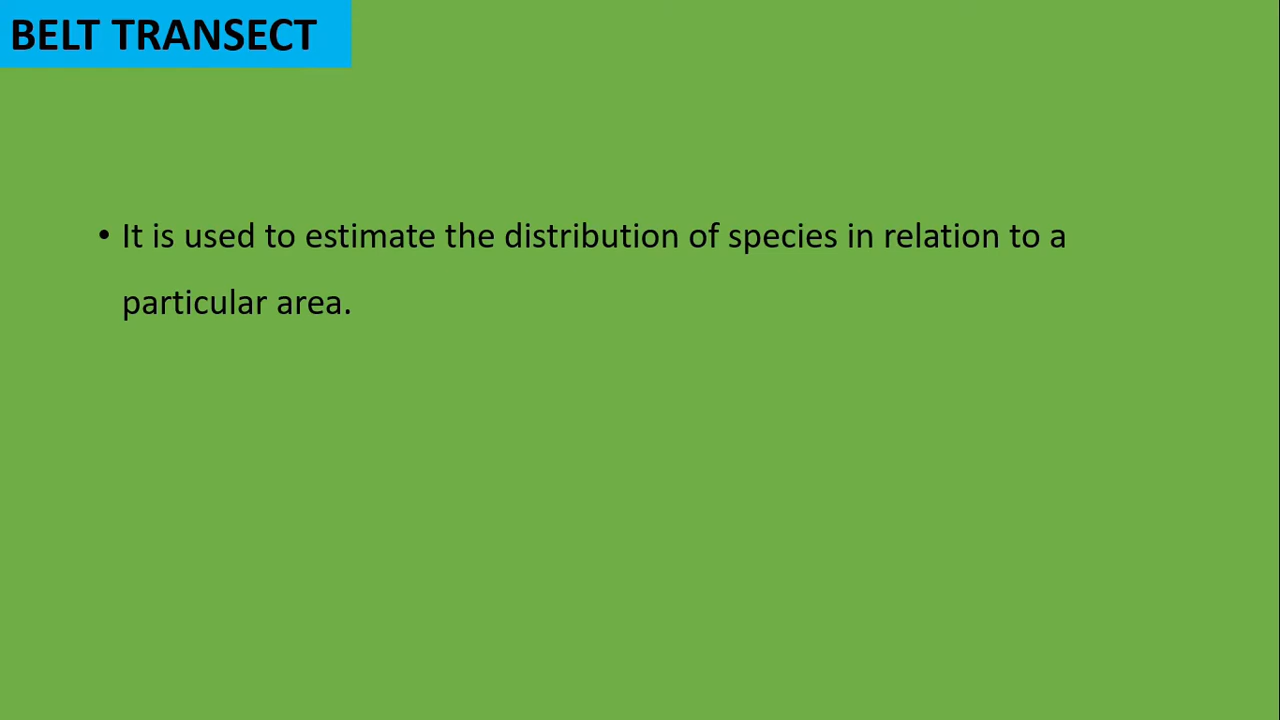 BELT TRANSECT
• It is used to estimate the distribution of species in relation to a
particular area.